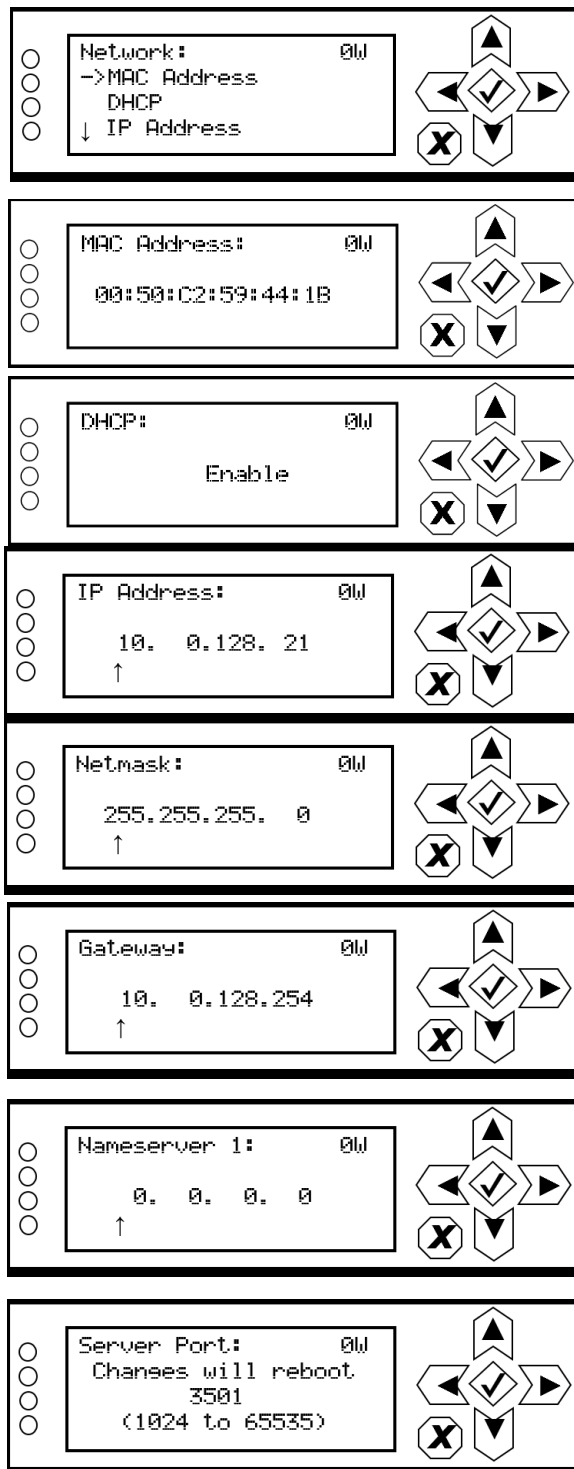 Network: 0W
->MAC Address
DHCP
↓ IP Address
MAC Address: 0W
00:50:C2:59:44:1B
DHCP: 0W
Enable
IP Address: 0W
10. 0.128. 21
↑
Netmask: 0W
255.255.255. 0
↑
Gateway: 0W
10. 0.128.254
↑
Nameserver 1: 0W
0. 0. 0. 0
↑
Server Port: 0W
Changes will reboot
3501
(1024 to 65535)